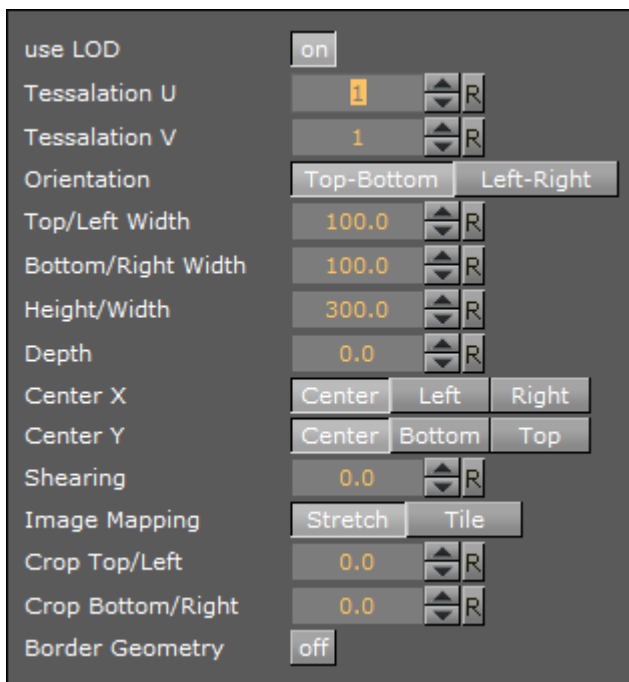 use LOD on
Tessalation U 1 R
Tessalation V 1 R
Orientation Top-Bottom Left-Right
Top/Left Width 100.0 R
Bottom/Right Width 100.0 R
Height/Width 300.0 R
Depth 0.0 R
Center X Center Left Right
Center Y Center Bottom Top
Shearing 0.0 R
Image Mapping Stretch Tile
Crop Top/Left 0.0 R
Crop Bottom/Right 0.0 R
Border Geometry off